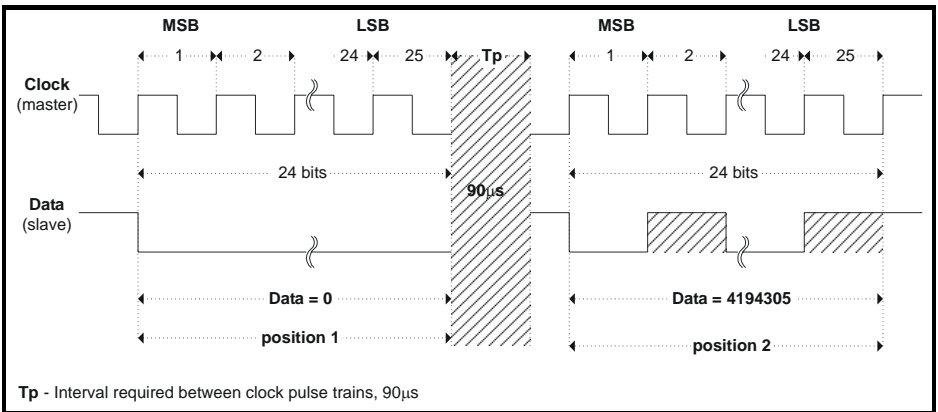 MSB LSB MSB LSB
1 2 24 25 Tp 1 2 24 25
Clock
(master)
24 bits 24 bits
90µs
Data
(slave)
Data = 0 Data = 4194305
position 1 position 2
Tp - Interval required between clock pulse trains, 90µs